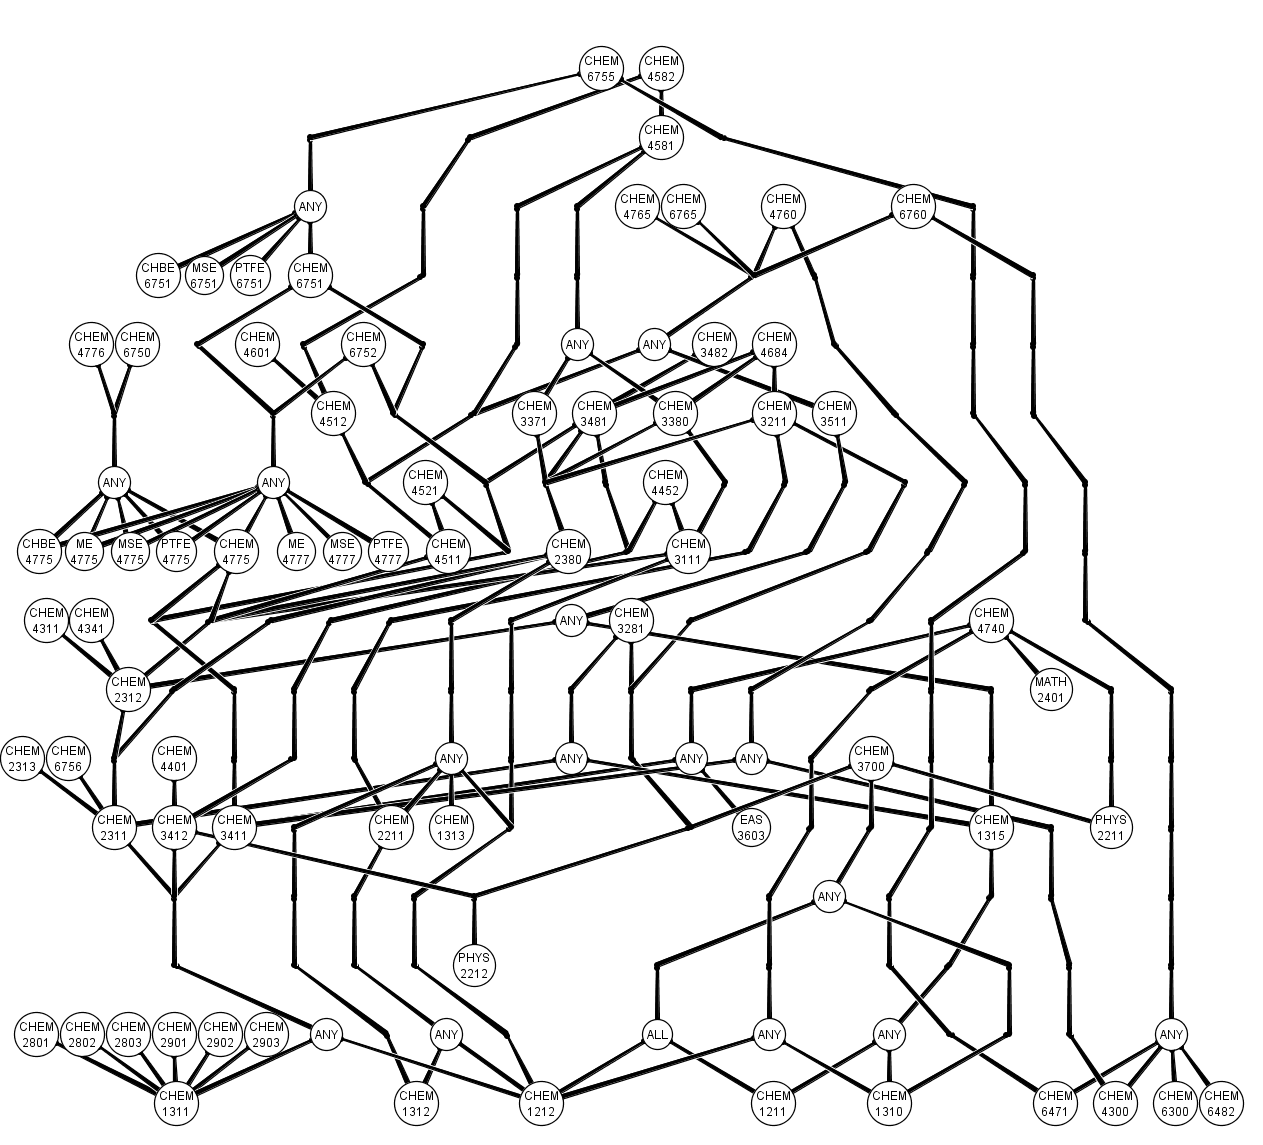 CHEM
6755
CHEM
4582
CHEM
4581
ANY
CHEM
4765
CHEM
6765
CHEM
4760
CHEM
6760
CHBE
6751
MSE
6751
PTFE
6751
CHEM
6751
CHEM
4776
CHEM
6750
CHEM
4601
CHEM
6752
ANY
ANY
CHEM
3482
CHEM
4684
CHEM
4512
CHEM
3371
CHEM
3481
CHEM
3380
CHEM
3211
CHEM
3511
ANY
ANY
CHEM
4521
CHEM
4452
CHBE
4775
ME
4775
MSE
4775
PTFE
4775
CHEM
4775
ME
4777
MSE
4777
PTFE
4777
CHEM
4511
CHEM
2380
CHEM
3111
CHEM
4311
CHEM
4341
ANY
CHEM
3281
CHEM
4740
CHEM
2312
MATH
2401
CHEM
2313
CHEM
6756
CHEM
4401
ANY
ANY
ANY
ANY
CHEM
3700
CHEM
2311
CHEM
3412
CHEM
3411
CHEM
2211
CHEM
1313
EAS
3603
CHEM
1315
PHYS
2211
ANY
PHYS
2212
CHEM
2801
CHEM
2802
CHEM
2803
CHEM
2901
CHEM
2902
CHEM
2903
ANY
ANY
ALL
ANY
ANY
ANY
CHEM
1311
CHEM
1312
CHEM
1212
CHEM
1211
CHEM
1310
CHEM
6471
CHEM
4300
CHEM
6300
CHEM
6482